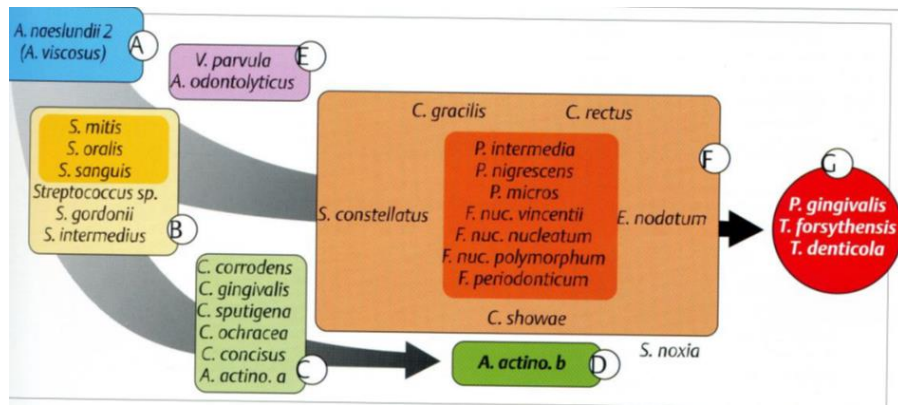 A. naeslundii 2
(A. viscosus)
A
V. parvula
A. odontolyticus
E
S. mitis
S. oralis
S. sanguis
Streptococcus sp.
S. gordonii
S. intermedius
B
C. corrodens
C. gingivalis
C. sputigena
C. ochracea
C. concisus
A. actino. a
C
C. gracilis
C. rectus
P. intermedia
P. nigrescens
P. micros
F. nuc. vincentii
F. nuc. nucleatum
F. nuc. polymorphum
F. periodonticum
S. constellatus
E. nodatum
C. showae
F
A. actino. b
D
S. noxia
G
P. gingivalis
T. forsythensis
T. denticola